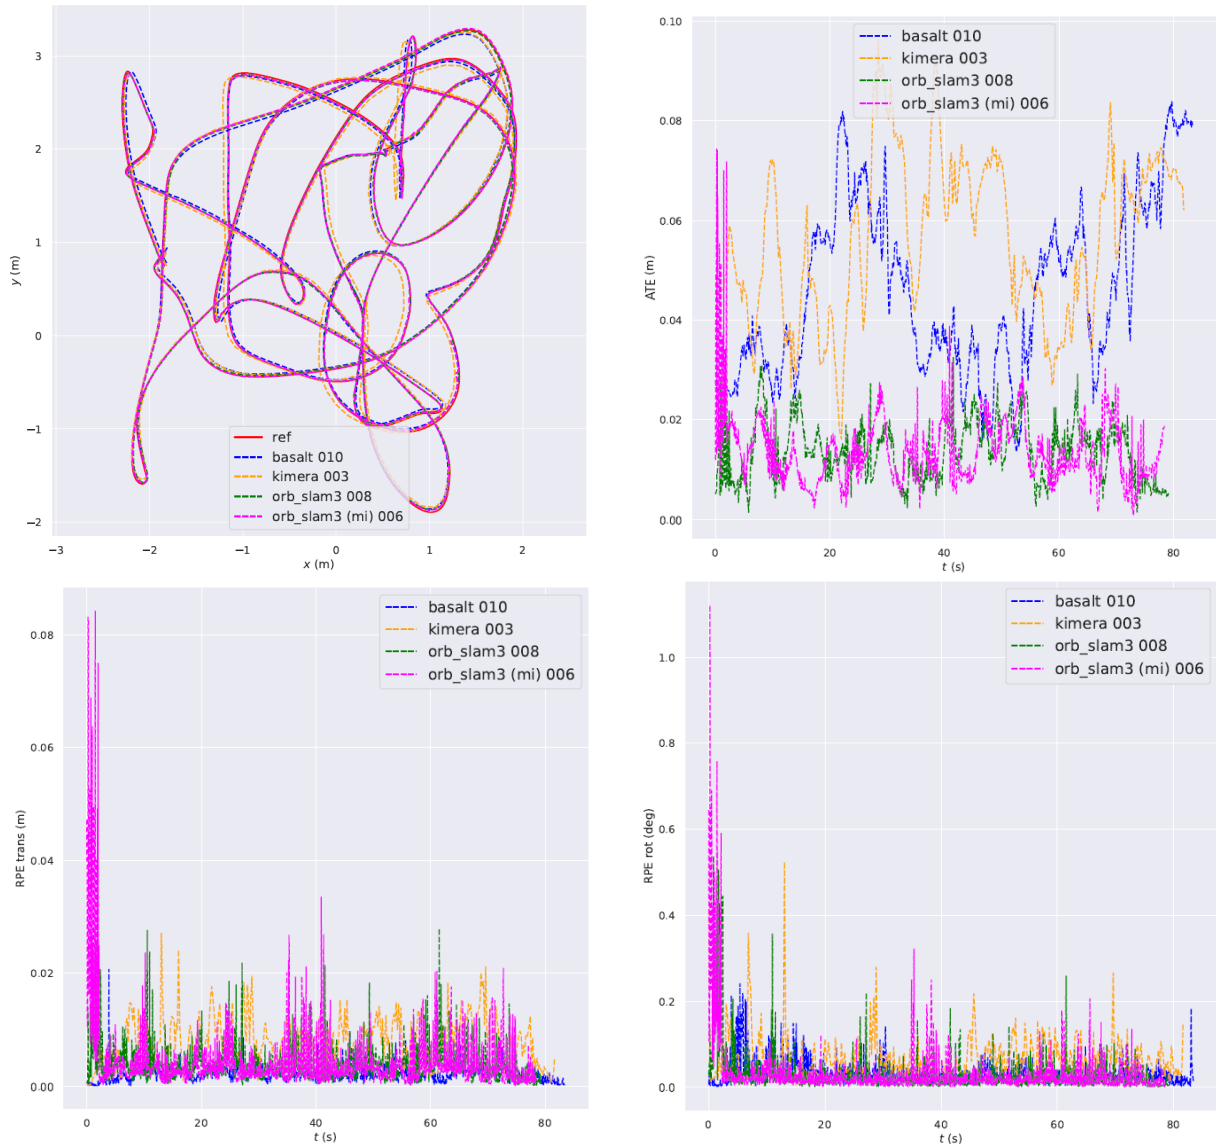 3
2
1
0
−1
−2
y (m)
ref
basalt 010
kimera 003
orb_slam3 008
orb_slam3 (mi) 006
−3
−2
−1
0
1
2
x (m)
0.10
0.08
0.06
0.04
0.02
0.00
ATE (m)
basalt 010
kimera 003
orb_slam3 008
orb_slam3 (mi) 006
0
20
40
60
80
t (s)
0.08
0.06
0.04
0.02
0.00
RPE trans (m)
basalt 010
kimera 003
orb_slam3 008
orb_slam3 (mi) 006
0
20
40
60
80
t (s)
1.0
0.8
0.6
0.4
0.2
0.0
RPE rot (deg)
basalt 010
kimera 003
orb_slam3 008
orb_slam3 (mi) 006
0
20
40
60
80
t (s)